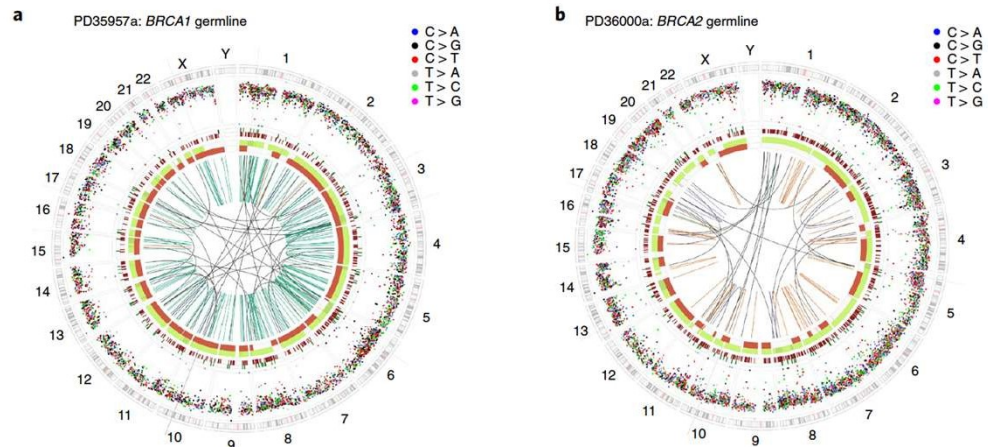 a PD35957a: BRCA1 germline
C > A
C > G
C > T
T > A
T > C
T > G
X Y
1
2
3
4
5
6
7
8
9
10
11
12
13
14
15
16
17
18
19
20
21
22
b PD36000a: BRCA2 germline
C > A
C > G
C > T
T > A
T > C
T > G
X Y
1
2
3
4
5
6
7
8
9
10
11
12
13
14
15
16
17
18
19
20
21
22